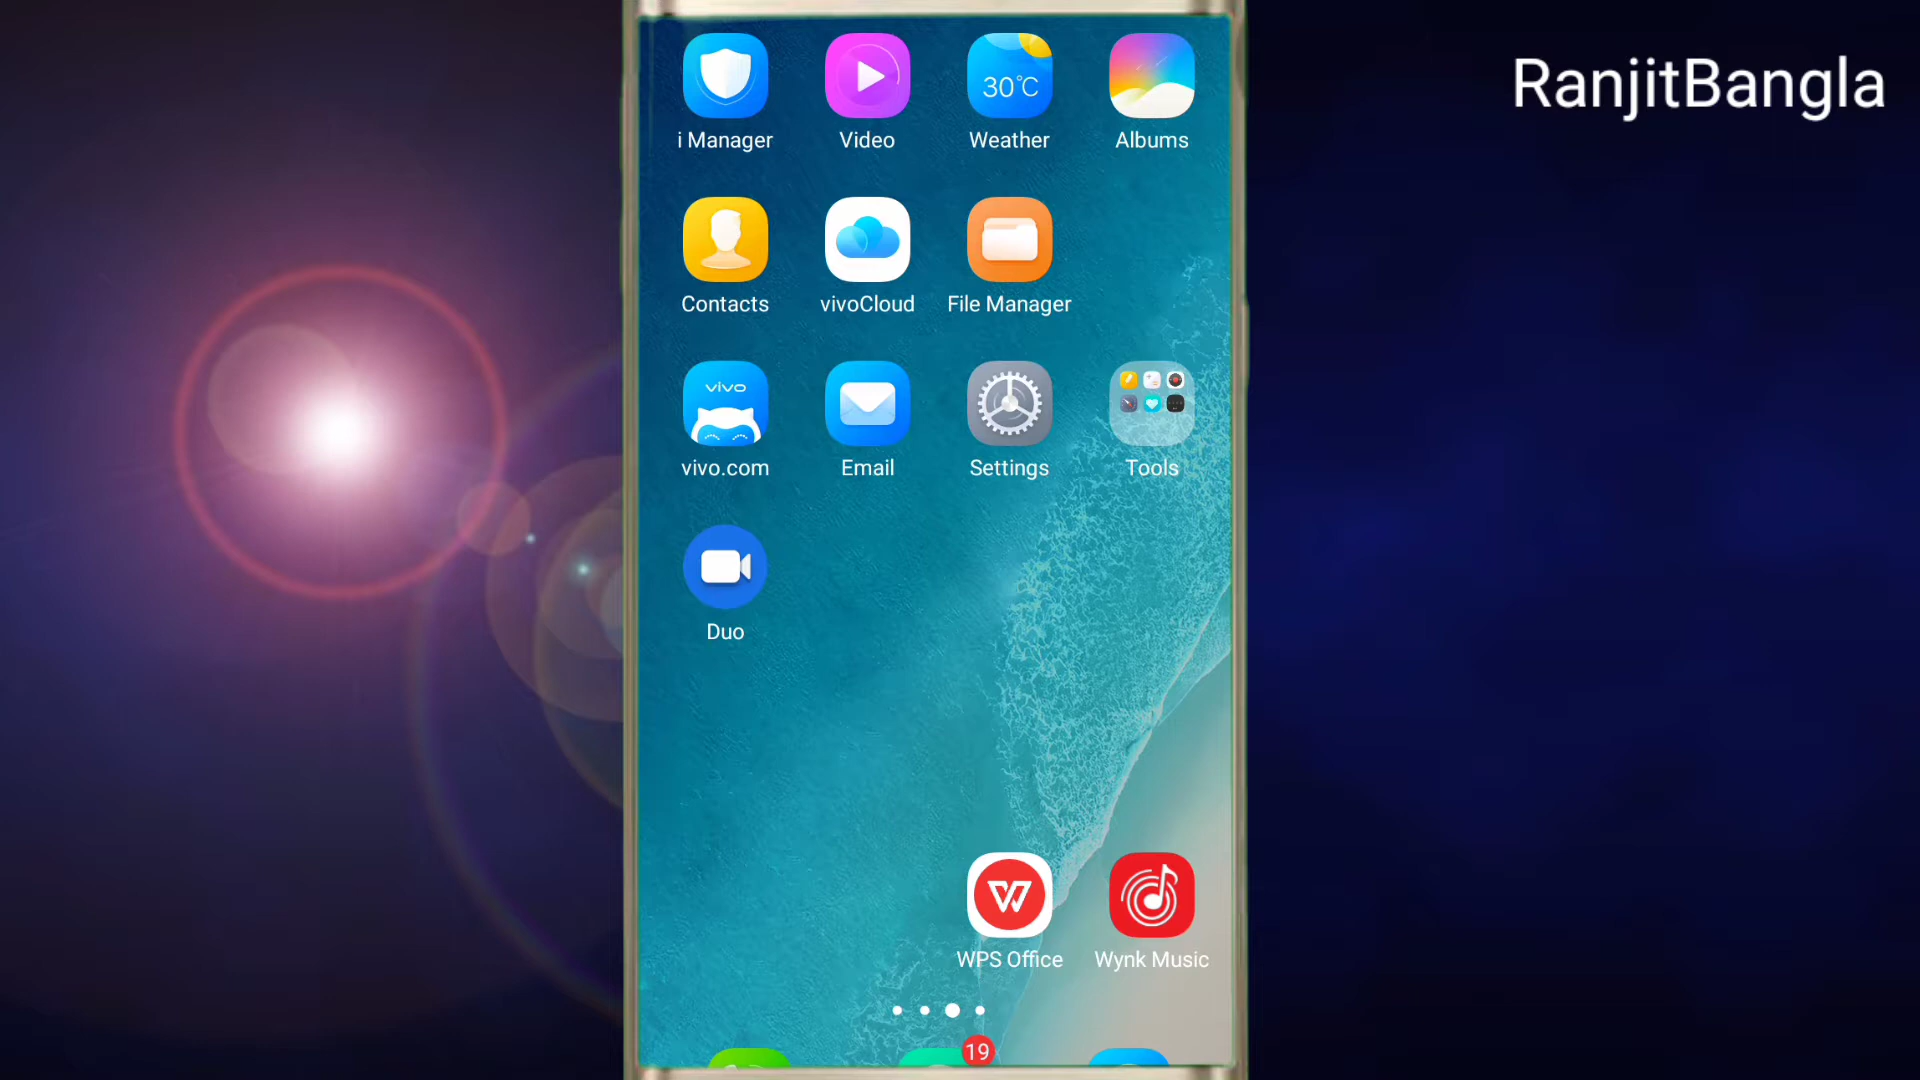 RanjitBangla
i Manager
Video
30°C
Weather
Albums
Contacts
vivoCloud
File Manager
vivo
vivo.com
Email
Settings
Tools
Duo
WPS Office
Wynk Music
19